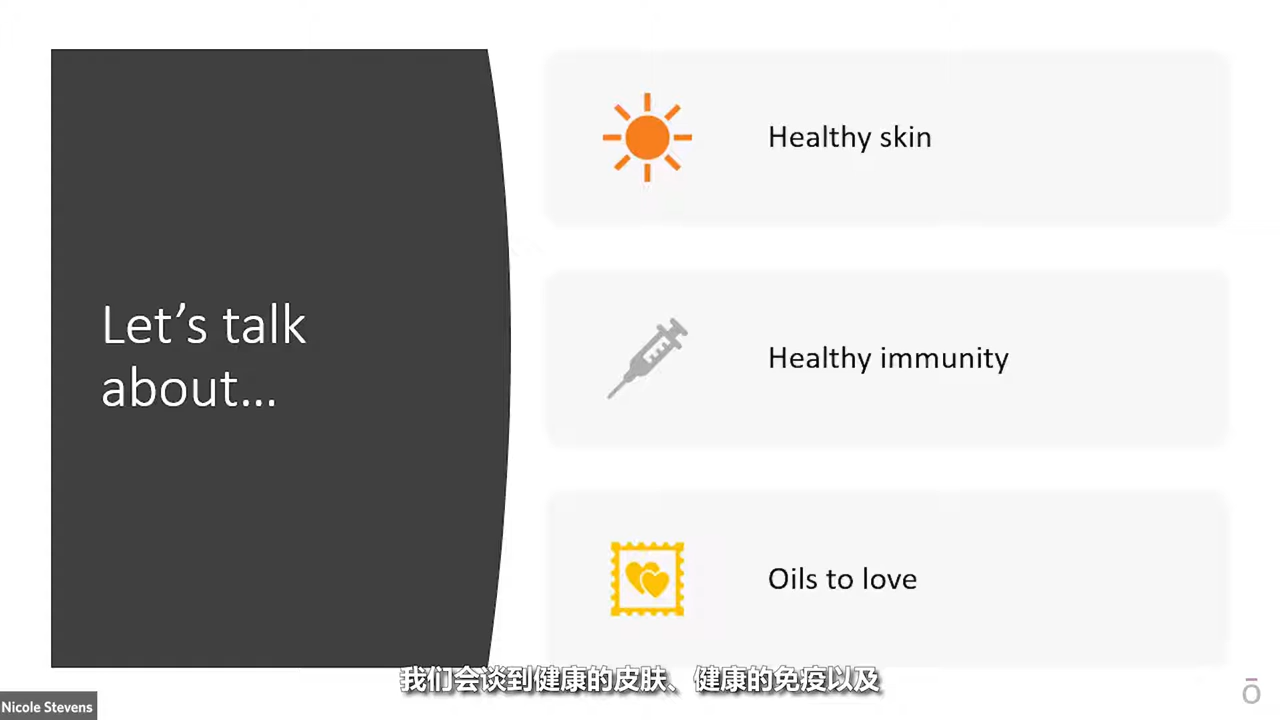 Let's talk
about...
Healthy skin
Healthy immunity
Oils to love
我们会谈到健康的皮肤、健康的免疫以及
Nicole Stevens
ō